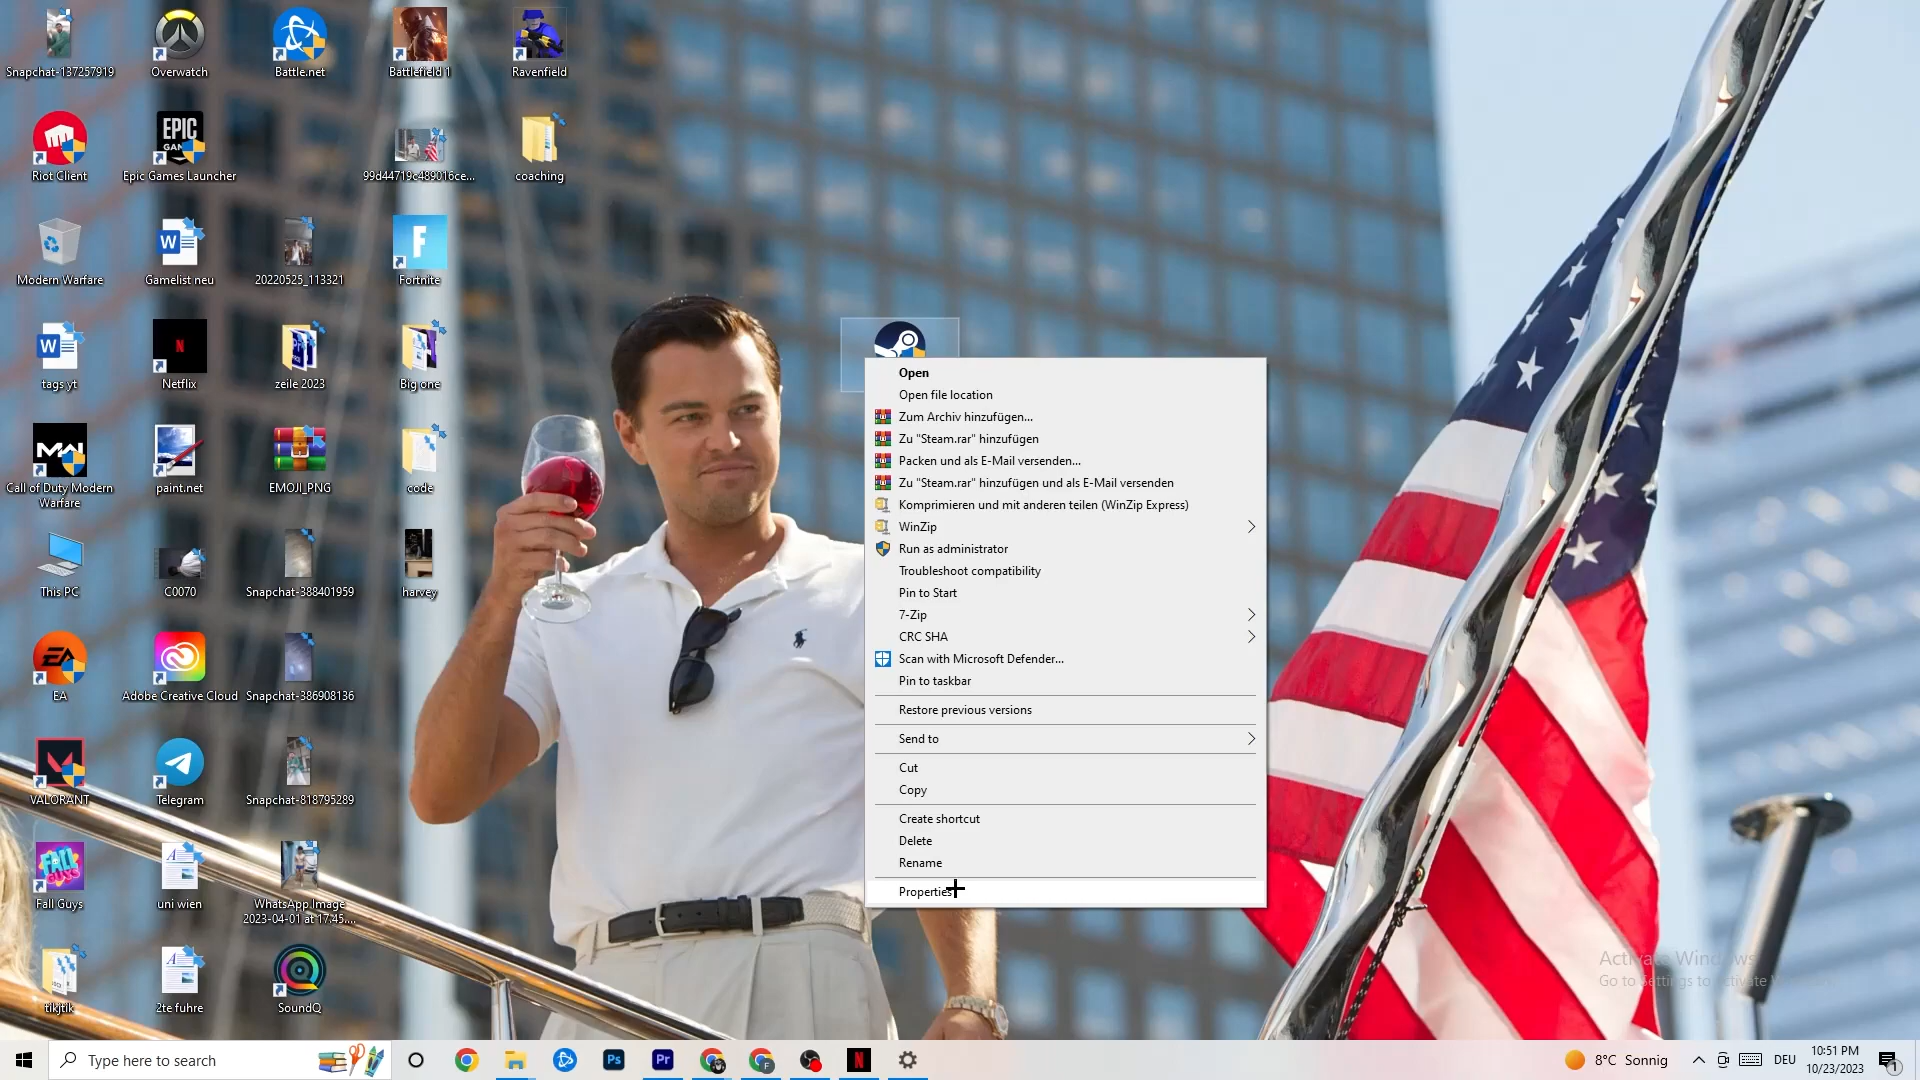 Snapchat-137257919
Overwatch
Battle.net
Battlefield 1
Ravenfield
Riot Client
EPIC
GAMES
Epic Games Launcher
99d44719c489016ce...
coaching
Modern Warfare
Gamelist neu
20220525_113321
Fortnite
tags yt
Netflix
zeile 2023
Big one
Call of Duty Modern
Warfare
paint.net
EMOJI_PNG
code
This PC
C0070
Snapchat-388401959
harvey
EA
Adobe Creative Cloud
Snapchat-386908136
VALORANT
Telegram
Snapchat-818795289
Fall Guys
uni wien
WhatsApp Image
2023-04-01 at 17.45....
tikjtik
2te fuhre
SoundQ
Open
Open file location
Zum Archiv hinzufügen...
Zu "Steam.rar" hinzufügen
Packen und als E-Mail versenden...
Zu "Steam.rar" hinzufügen und als E-Mail versenden
Komprimieren und mit anderen teilen (WinZip Express)
WinZip
Run as administrator
Troubleshoot compatibility
Pin to Start
7-Zip
CRC SHA
Scan with Microsoft Defender...
Pin to taskbar
Restore previous versions
Send to
Cut
Copy
Create shortcut
Delete
Rename
Properties
Activate Windows
Go to Settings to activate
Type here to search
8°C Sonnig
DEU
10:51 PM
10/23/2023